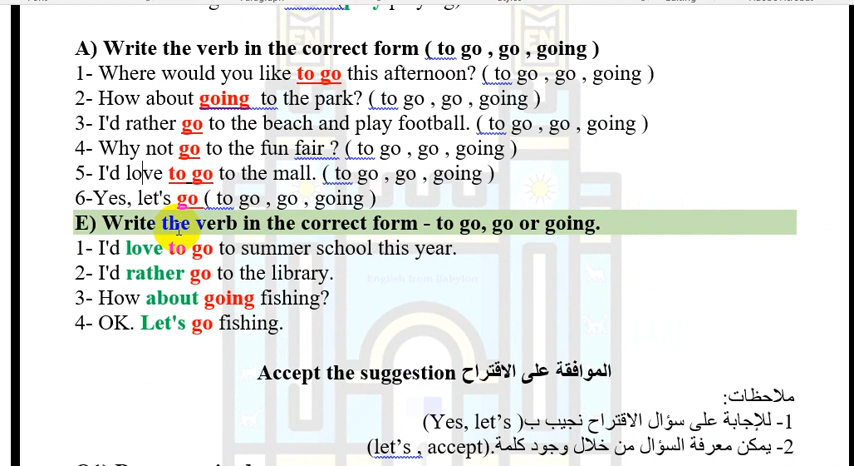 A) Write the verb in the correct form ( to go , go , going )
1- Where would you like to go this afternoon? ( to go , go , going )
2- How about going to the park? ( to go , go , going )
3- I'd rather go to the beach and play football. ( to go , go , going )
4- Why not go to the fun fair ? ( to go , go , going )
5- I'd love to go to the mall. ( to go , go , going )
6-Yes, let's go ( to go , go , going )
E) Write the verb in the correct form - to go, go or going.
1- I'd love to go to summer school this year.
2- I'd rather go to the library.
3- How about going fishing?
4- OK. Let's go fishing.
English from Babylon
Accept the suggestion الموافقة على الاقتراح
ملاحظات:
1- للإجابة على سؤال الاقتراح نجيب ب( Yes, let's)
2- يمكن معرفة السؤال من خلال وجود كلمة.(let's , accept)